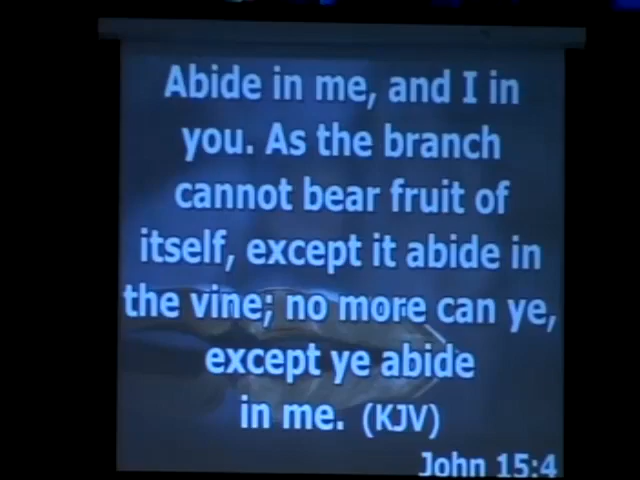 Abide in me, and I in
you. As the branch
cannot bear fruit of
itself, except it abide in
the vine; no more can ye,
except ye abide
in me. (KJV)
John 15:4